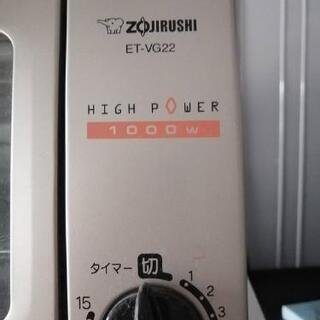 ZOJIRUSHI
ET-VG22
HIGH POWER
1000W
タイマー 切 1
15 2
3